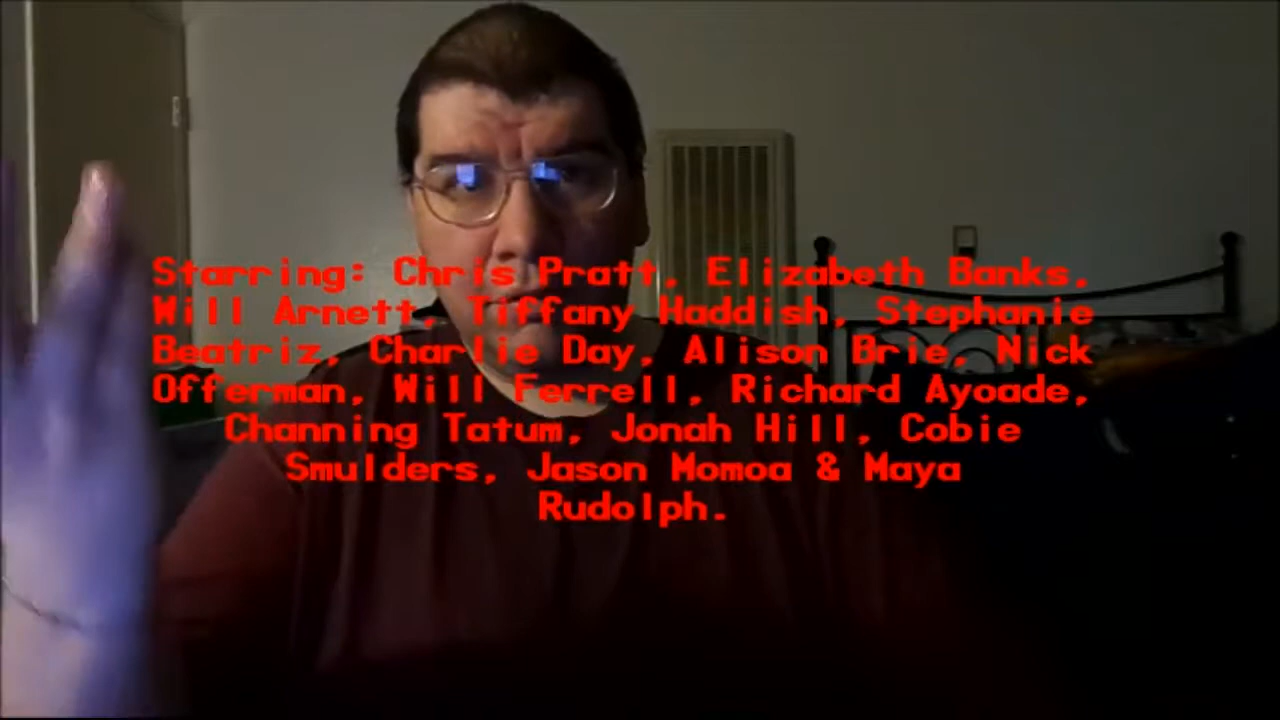 Starring: Chris Pratt, Elizabeth Banks,
Will Arnett, Tiffany Haddish, Stephanie
Beatriz, Charlie Day, Alison Brie, Nick
Offerman, Will Ferrell, Richard Ayoade,
Channing Tatum, Jonah Hill, Cobie
Smulders, Jason Momoa & Maya
Rudolph.